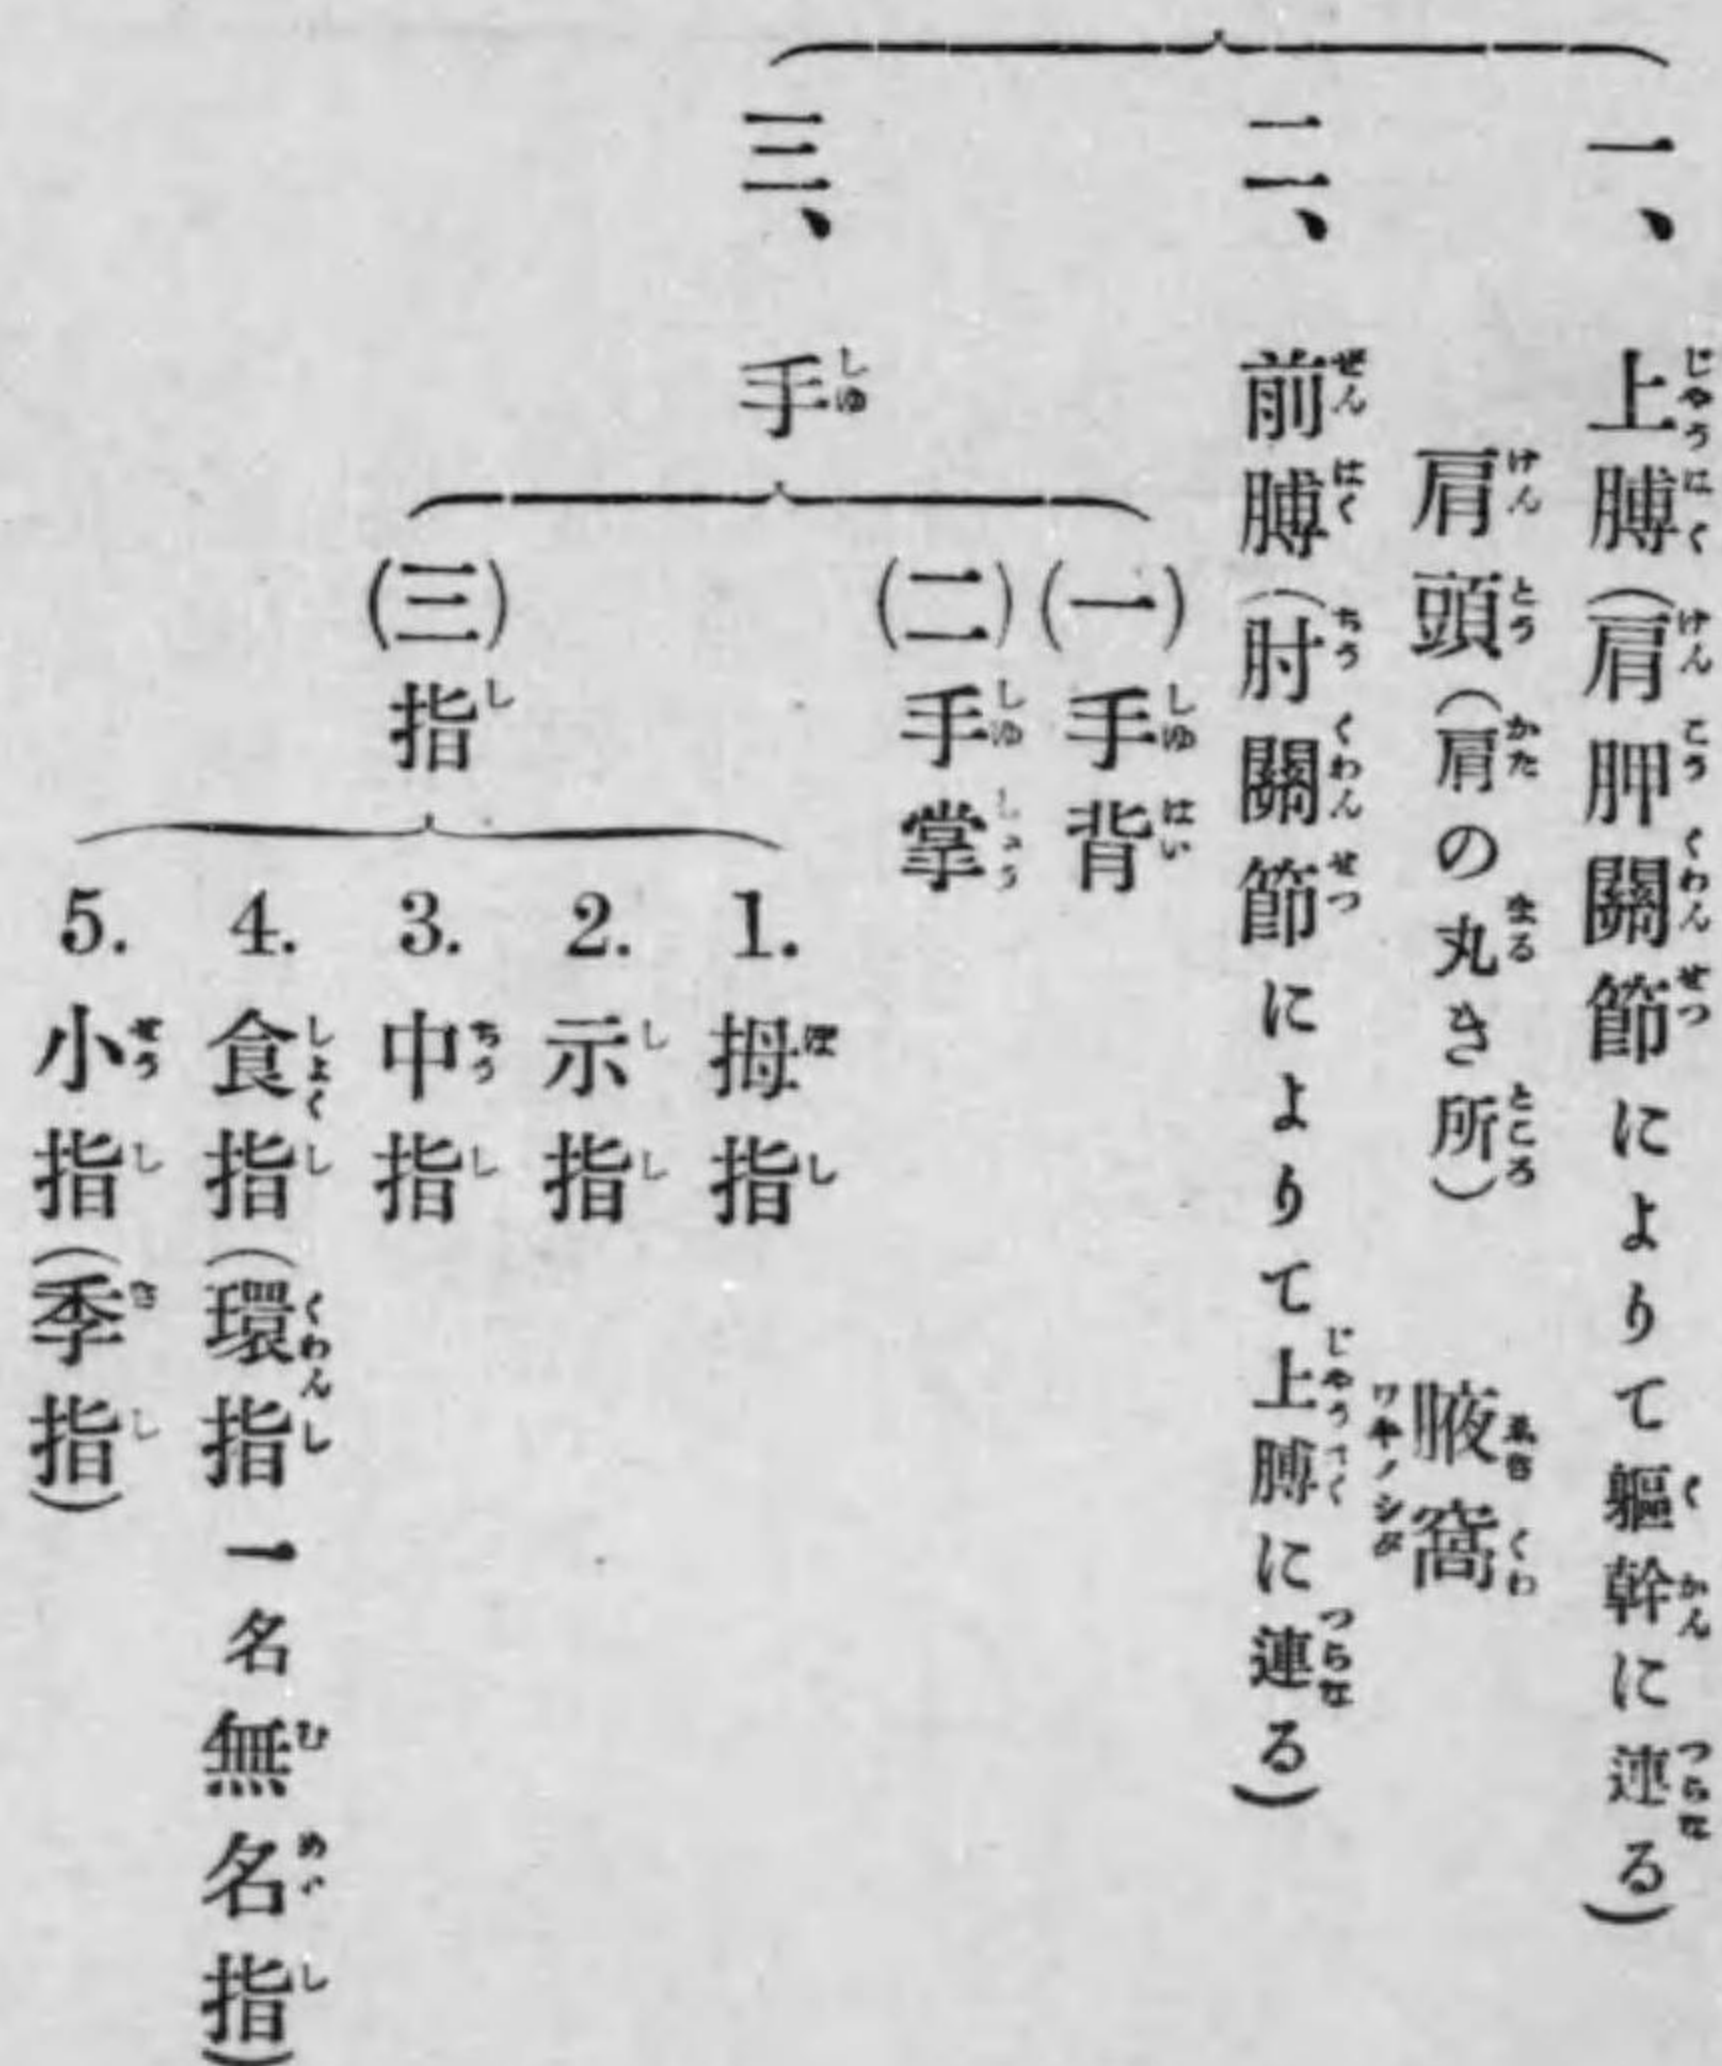 一、上膊(肩胛關節によりて軀幹に連る)
肩頭(肩の丸き所) 腋窩
二、前膊(肘關節によりて上膊に連る)
三、手
(一)手背
(二)手掌
(三)指
1. 拇指
2. 示指
3. 中指
4. 食指(環指一名無名指)
5. 小指(季指)